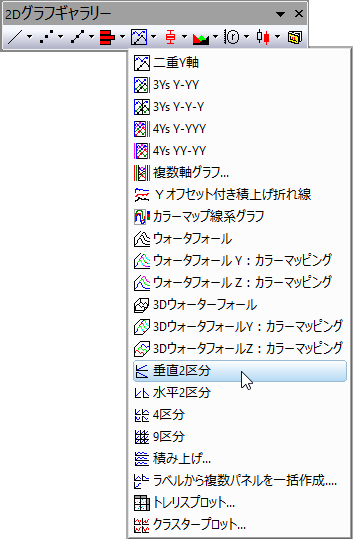 2Dグラフギャラリー
二重Y軸
3Ys Y-YY
3Ys Y-Y-Y
4Ys Y-YYY
4Ys YY-YY
複数軸グラフ...
Ｙオフセット付き積上げ折れ線
カラーマップ線系グラフ
ウォータフォール
ウォータフォールＹ：カラーマッピング
ウォータフォールＺ：カラーマッピング
3Dウォーターフォール
3DウォータフォールY：カラーマッピング
3DウォータフォールZ：カラーマッピング
垂直2区分
水平2区分
4区分
9区分
積み上げ...
ラベルから複数パネルを一括作成....
トレリスプロット...
クラスタープロット...